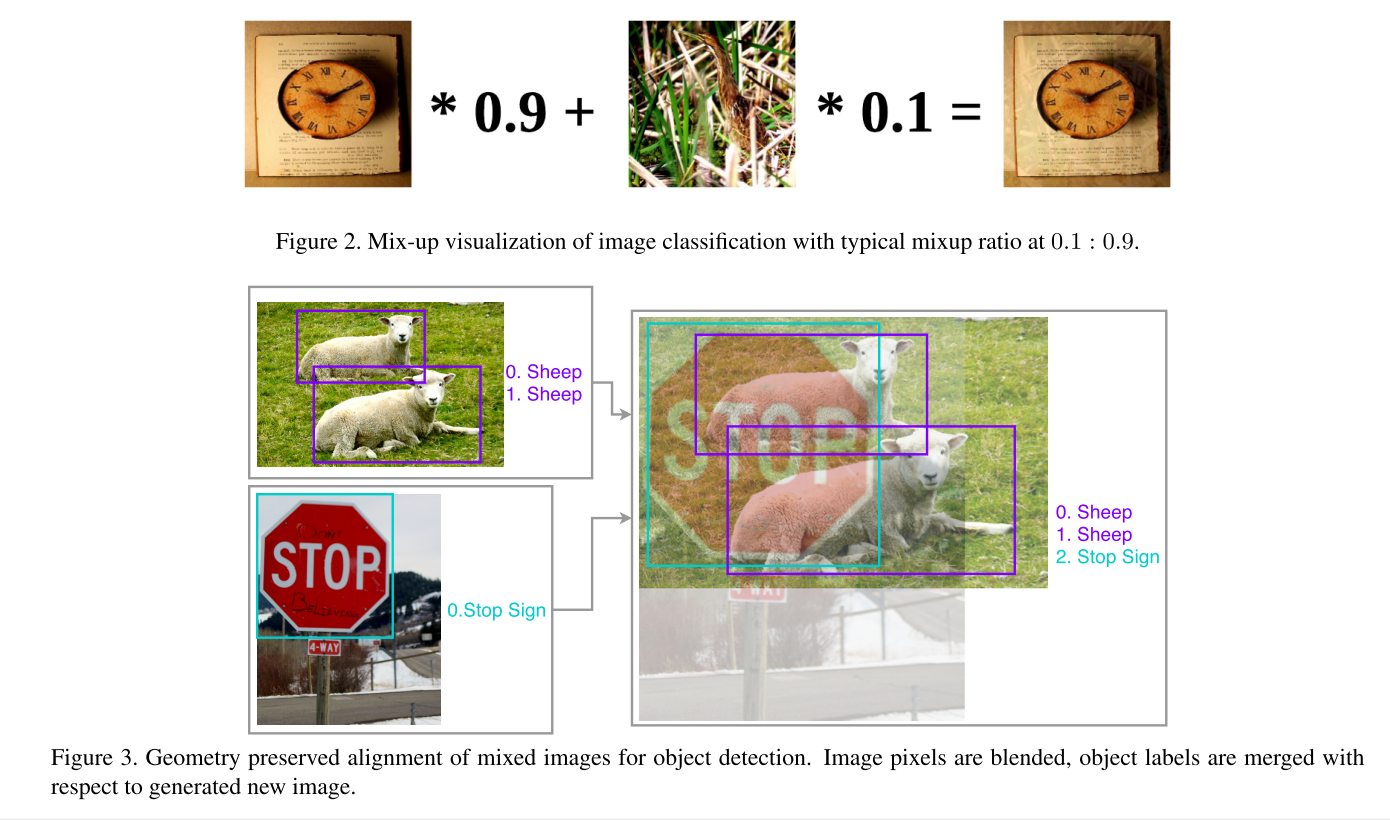 * 0.9 +
* 0.1 =
Figure 2. Mix-up visualization of image classification with typical mixup ratio at 0.1 : 0.9.
0. Sheep
1. Sheep
STOP
4-WAY
0.Stop Sign
STOP
4-WAY
0. Sheep
1. Sheep
2. Stop Sign
Figure 3. Geometry preserved alignment of mixed images for object detection. Image pixels are blended, object labels are merged with
respect to generated new image.